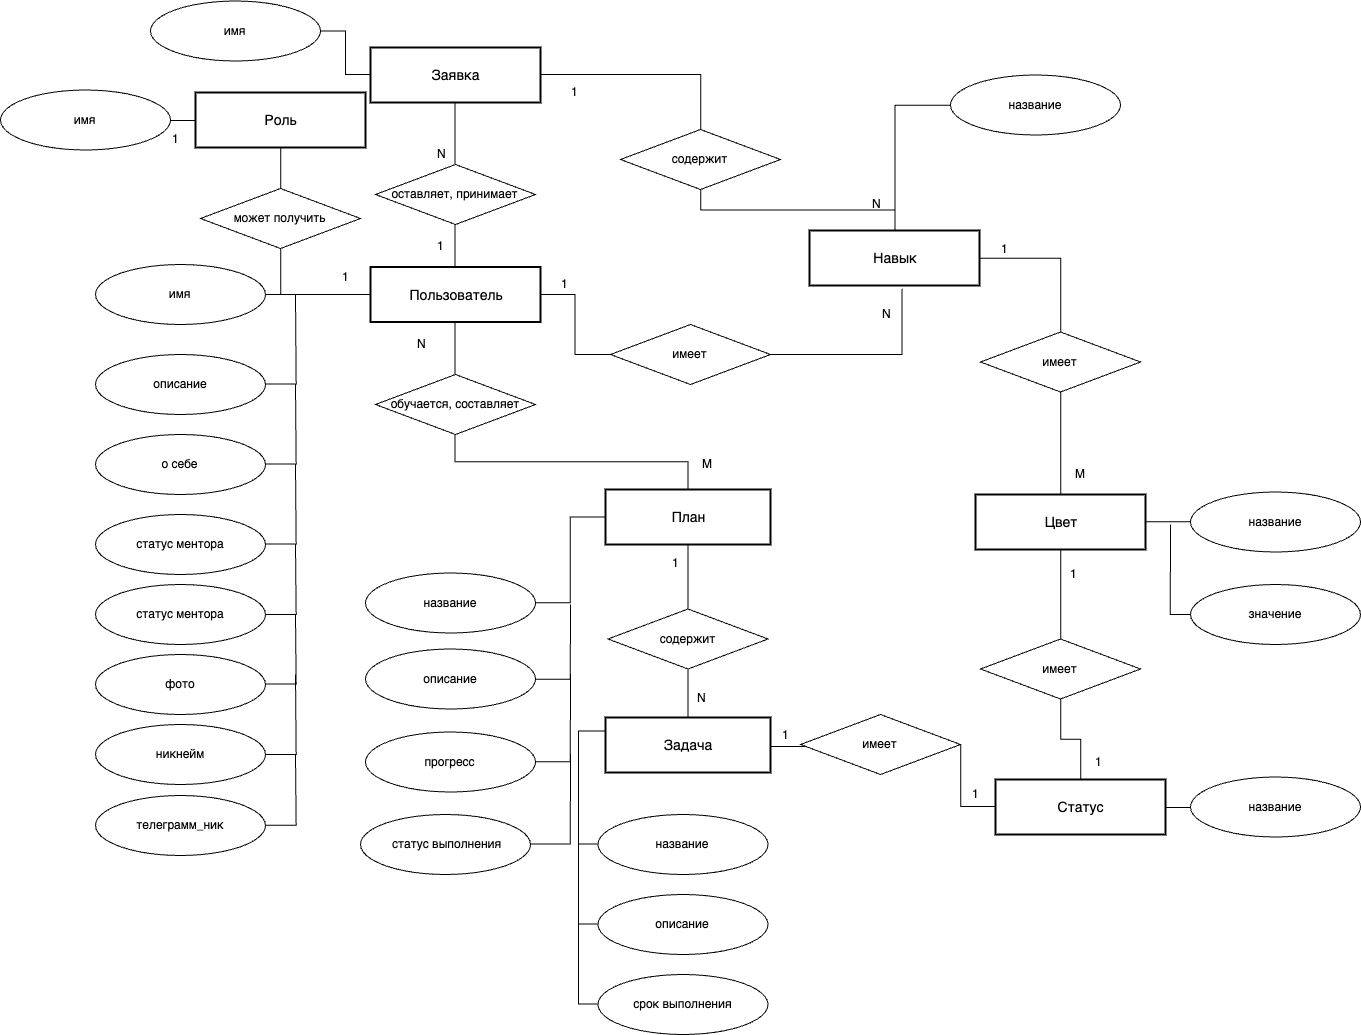 имя
Заявка
1
название
имя
1
Роль
содержит
N
оставляет, принимает
может получить
N
1
Навык
1
имя
1
Пользователь
1
N
N
имеет
имеет
описание
обучается, составляет
о себе
M
M
План
Цвет
название
статус ментора
1
1
название
статус ментора
значение
содержит
имеет
описание
фото
N
1
Задача
имеет
никнейм
прогресс
1
1
Статус
название
телеграмм_ник
статус выполнения
название
описание
срок выполнения